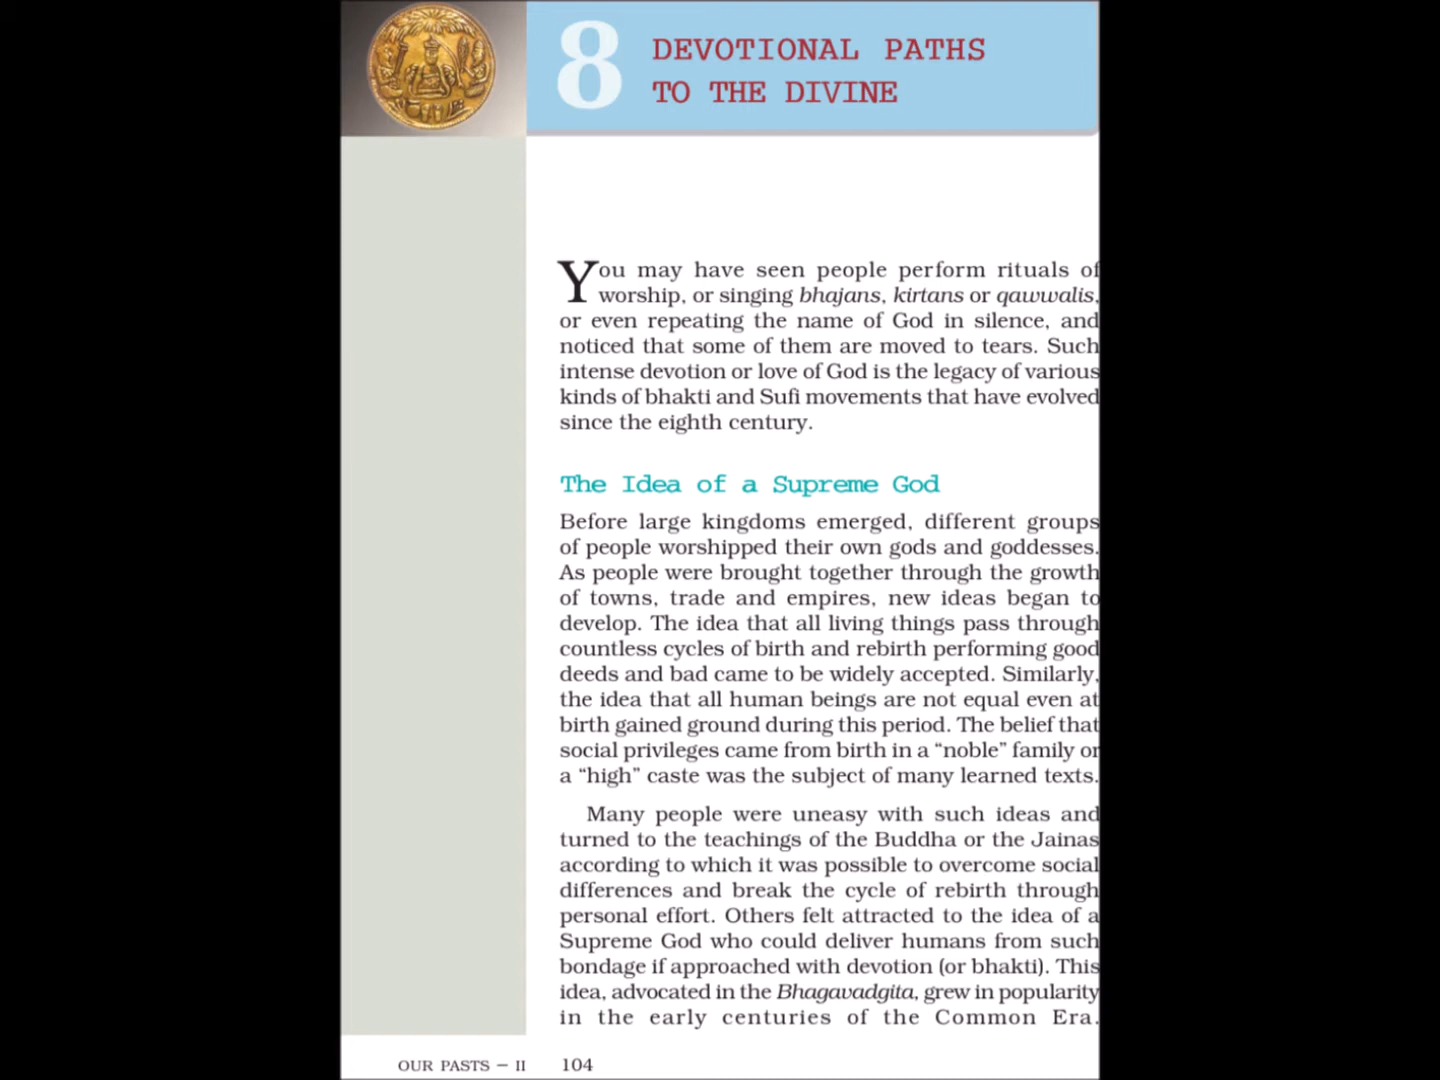 8
DEVOTIONAL PATHS
TO THE DIVINE
You may have seen people perform rituals of
worship, or singing bhajans, kirtans or qawwalis,
or even repeating the name of God in silence, and
noticed that some of them are moved to tears. Such
intense devotion or love of God is the legacy of various
kinds of bhakti and Sufi movements that have evolved
since the eighth century.
The Idea of a Supreme God
Before large kingdoms emerged, different groups
of people worshipped their own gods and goddesses.
As people were brought together through the growth
of towns, trade and empires, new ideas began to
develop. The idea that all living things pass through
countless cycles of birth and rebirth performing good
deeds and bad came to be widely accepted. Similarly,
the idea that all human beings are not equal even at
birth gained ground during this period. The belief that
social privileges came from birth in a “noble” family or
a “high” caste was the subject of many learned texts.
Many people were uneasy with such ideas and
turned to the teachings of the Buddha or the Jainas
according to which it was possible to overcome social
differences and break the cycle of rebirth through
personal effort. Others felt attracted to the idea of a
Supreme God who could deliver humans from such
bondage if approached with devotion (or bhakti). This
idea, advocated in the Bhagavadgita, grew in popularity
in the early centuries of the Common Era.
OUR PASTS – II 104